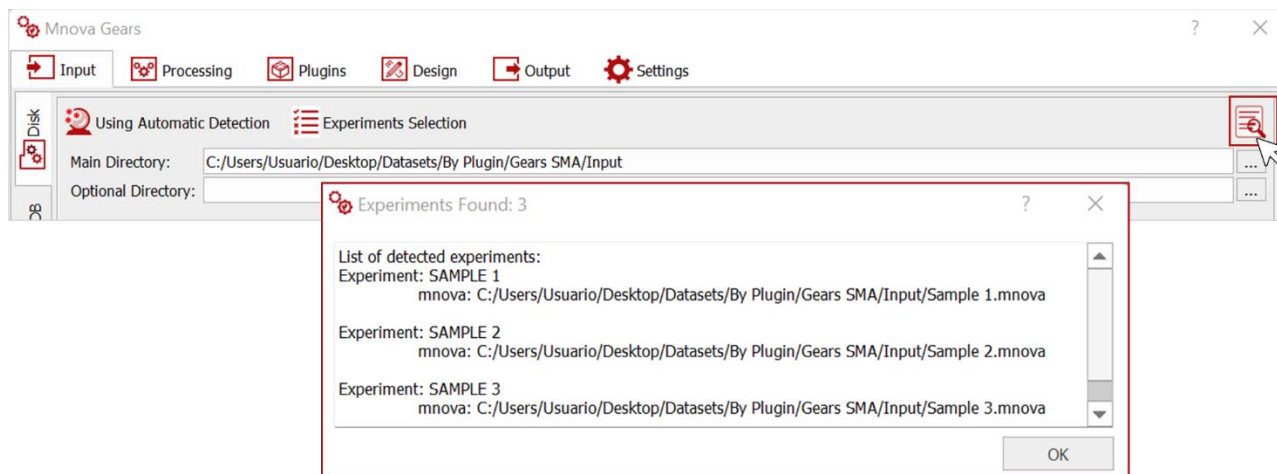 Mnova Gears
Input Processing Plugins Design Output Settings
Disk
Using Automatic Detection Experiments Selection
Main Directory: C:/Users/Usuario/Desktop/Datasets/By Plugin/Gears SMA/Input ...
Optional Directory: ...
DB
Experiments Found: 3 ?
List of detected experiments:
Experiment: SAMPLE 1
mnova: C:/Users/Usuario/Desktop/Datasets/By Plugin/Gears SMA/Input/Sample 1.mnova
Experiment: SAMPLE 2
mnova: C:/Users/Usuario/Desktop/Datasets/By Plugin/Gears SMA/Input/Sample 2.mnova
Experiment: SAMPLE 3
mnova: C:/Users/Usuario/Desktop/Datasets/By Plugin/Gears SMA/Input/Sample 3.mnova
OK